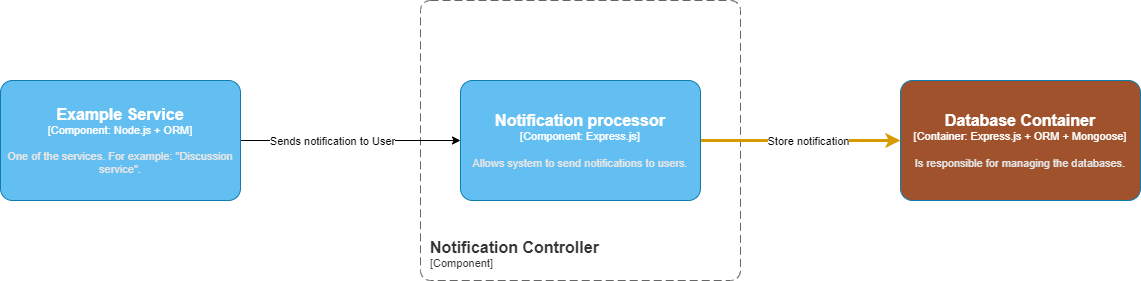 Example Service
[Component: Node.js + ORM]
One of the services. For example: "Discussion
service".
Sends notification to User
Notification processor
[Component: Express.js]
Allows system to send notifications to users.
Notification Controller
[Component]
Store notification
Database Container
[Container: Express.js + ORM + Mongoose]
Is responsible for managing the databases.